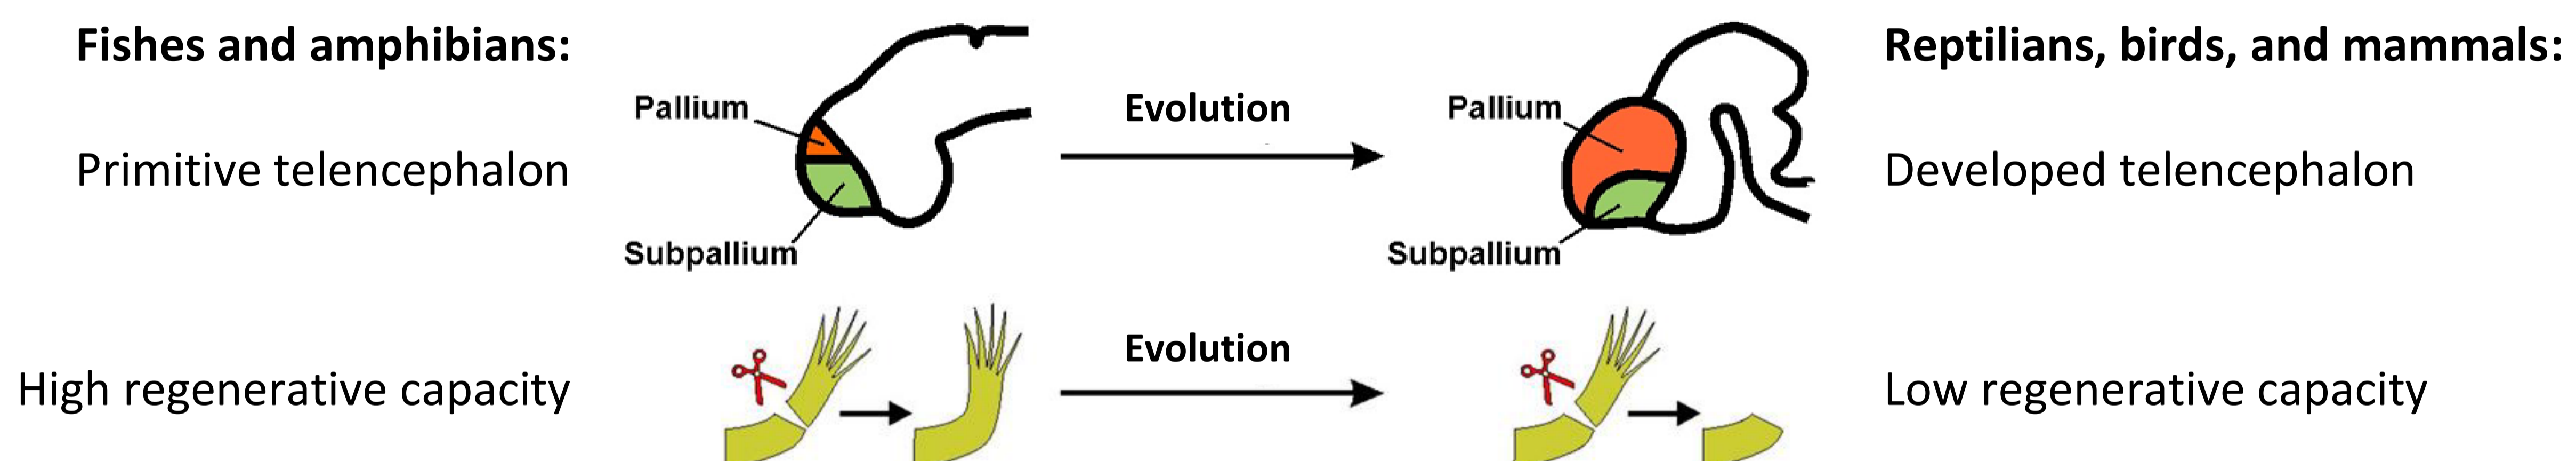 Fishes and amphibians:
Primitive telencephalon
High regenerative capacity
Pallium
Subpallium
Evolution
Evolution
Pallium
Subpallium
Reptilians, birds, and mammals:
Developed telencephalon
Low regenerative capacity